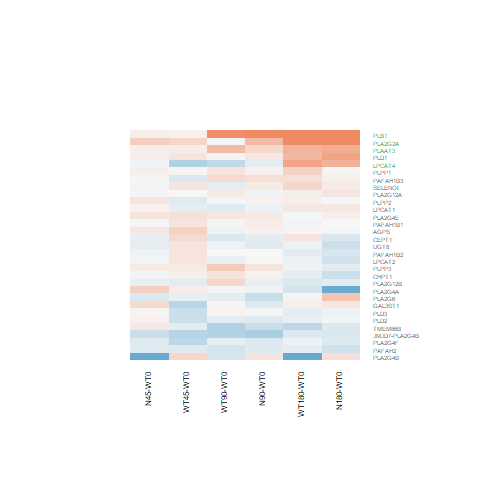 PLB1
PLA2G2A
PLAAT3
PLD1
LPCAT4
PLPP1
PAFAH1B3
SELENOI
PLA2G12A
PLPP2
LPCAT1
PLA2G4E
PAFAH1B1
AGPS
CEPT1
UGT8
PAFAH1B2
LPCAT2
PLPP3
CHPT1
PLA2G12B
PLA2G4A
PLA2G6
GAL3ST1
PLD3
PLD2
TMEM86B
JMJD7-PLA2G4B
PLA2G4F
PAFAH2
PLA2G4B
N45-WT0
WT45-WT0
WT90-WT0
N90-WT0
WT180-WT0
N180-WT0